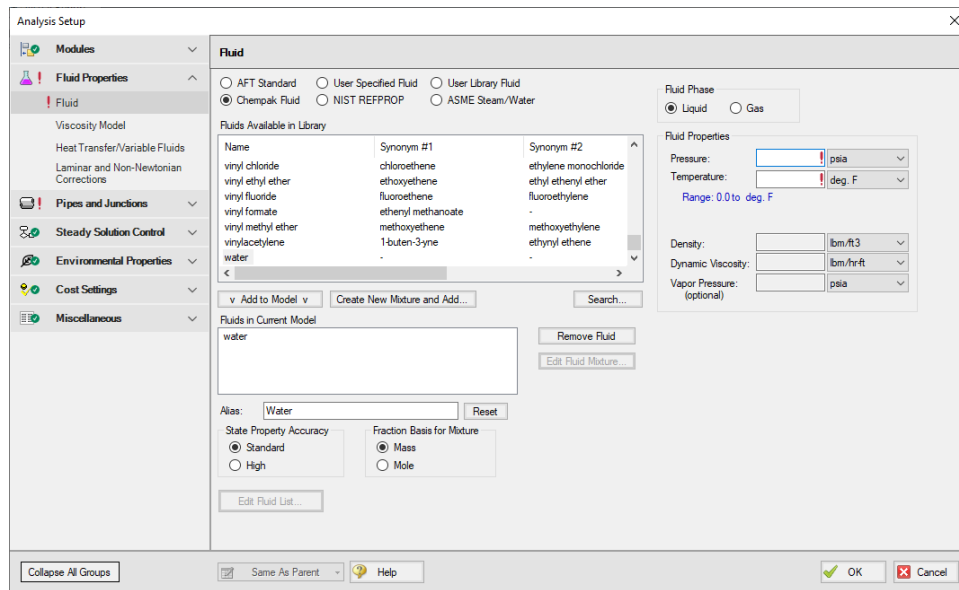 Analysis Setup
Modules
Fluid Properties
Fluid
Viscosity Model
Heat Transfer/Variable Fluids
Laminar and Non-Newtonian
Corrections
Pipes and Junctions
Steady Solution Control
Environmental Properties
Cost Settings
Miscellaneous
Fluid
AFT Standard User Specified Fluid User Library Fluid
Chempak Fluid NIST REFPROP ASME Steam/Water
Fluids Available in Library
Name Synonym #1 Synonym #2
vinyl chloride chloroethene ethylene monochloride
vinyl ethyl ether ethoxyethene ethyl ethenyl ether
vinyl fluoride fluoroethene fluoroethylene
vinyl formate ethenyl methanoate -
vinyl methyl ether methoxyethene methoxyethylene
vinylacetylene 1-buten-3-yne ethynyl ethene
water - -
v Add to Model v Create New Mixture and Add... Search...
Fluids in Current Model
water
Remove Fluid
Edit Fluid Mixture...
Alias: Water Reset
State Property Accuracy Fraction Basis for Mixture
Standard Mass
High Mole
Edit Fluid List...
Fluid Phase
Liquid Gas
Fluid Properties
Pressure: ! psia
Temperature: ! deg. F
Range: 0.0 to deg. F
Density: lbm/ft3
Dynamic Viscosity: lbm/hr-ft
Vapor Pressure: psia
(optional)
Collapse All Groups Same As Parent Help OK Cancel